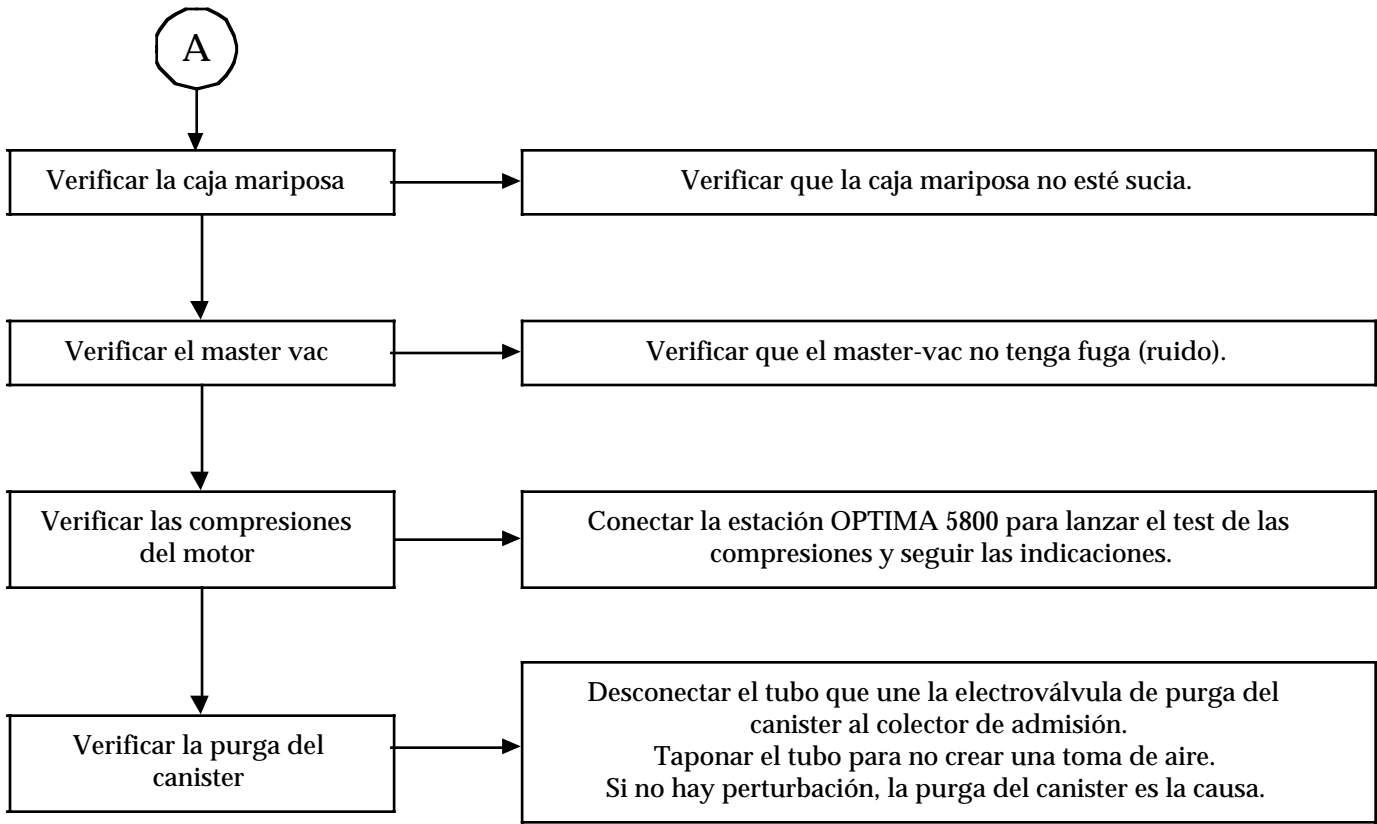 A
Verificar la caja mariposa
Verificar que la caja mariposa no esté sucia.
Verificar el master vac
Verificar que el master-vac no tenga fuga (ruido).
Verificar las compresiones
del motor
Conectar la estación OPTIMA 5800 para lanzar el test de las
compresiones y seguir las indicaciones.
Verificar la purga del
canister
Desconectar el tubo que une la electroválvula de purga del
canister al colector de admisión.
Taponar el tubo para no crear una toma de aire.
Si no hay perturbación, la purga del canister es la causa.